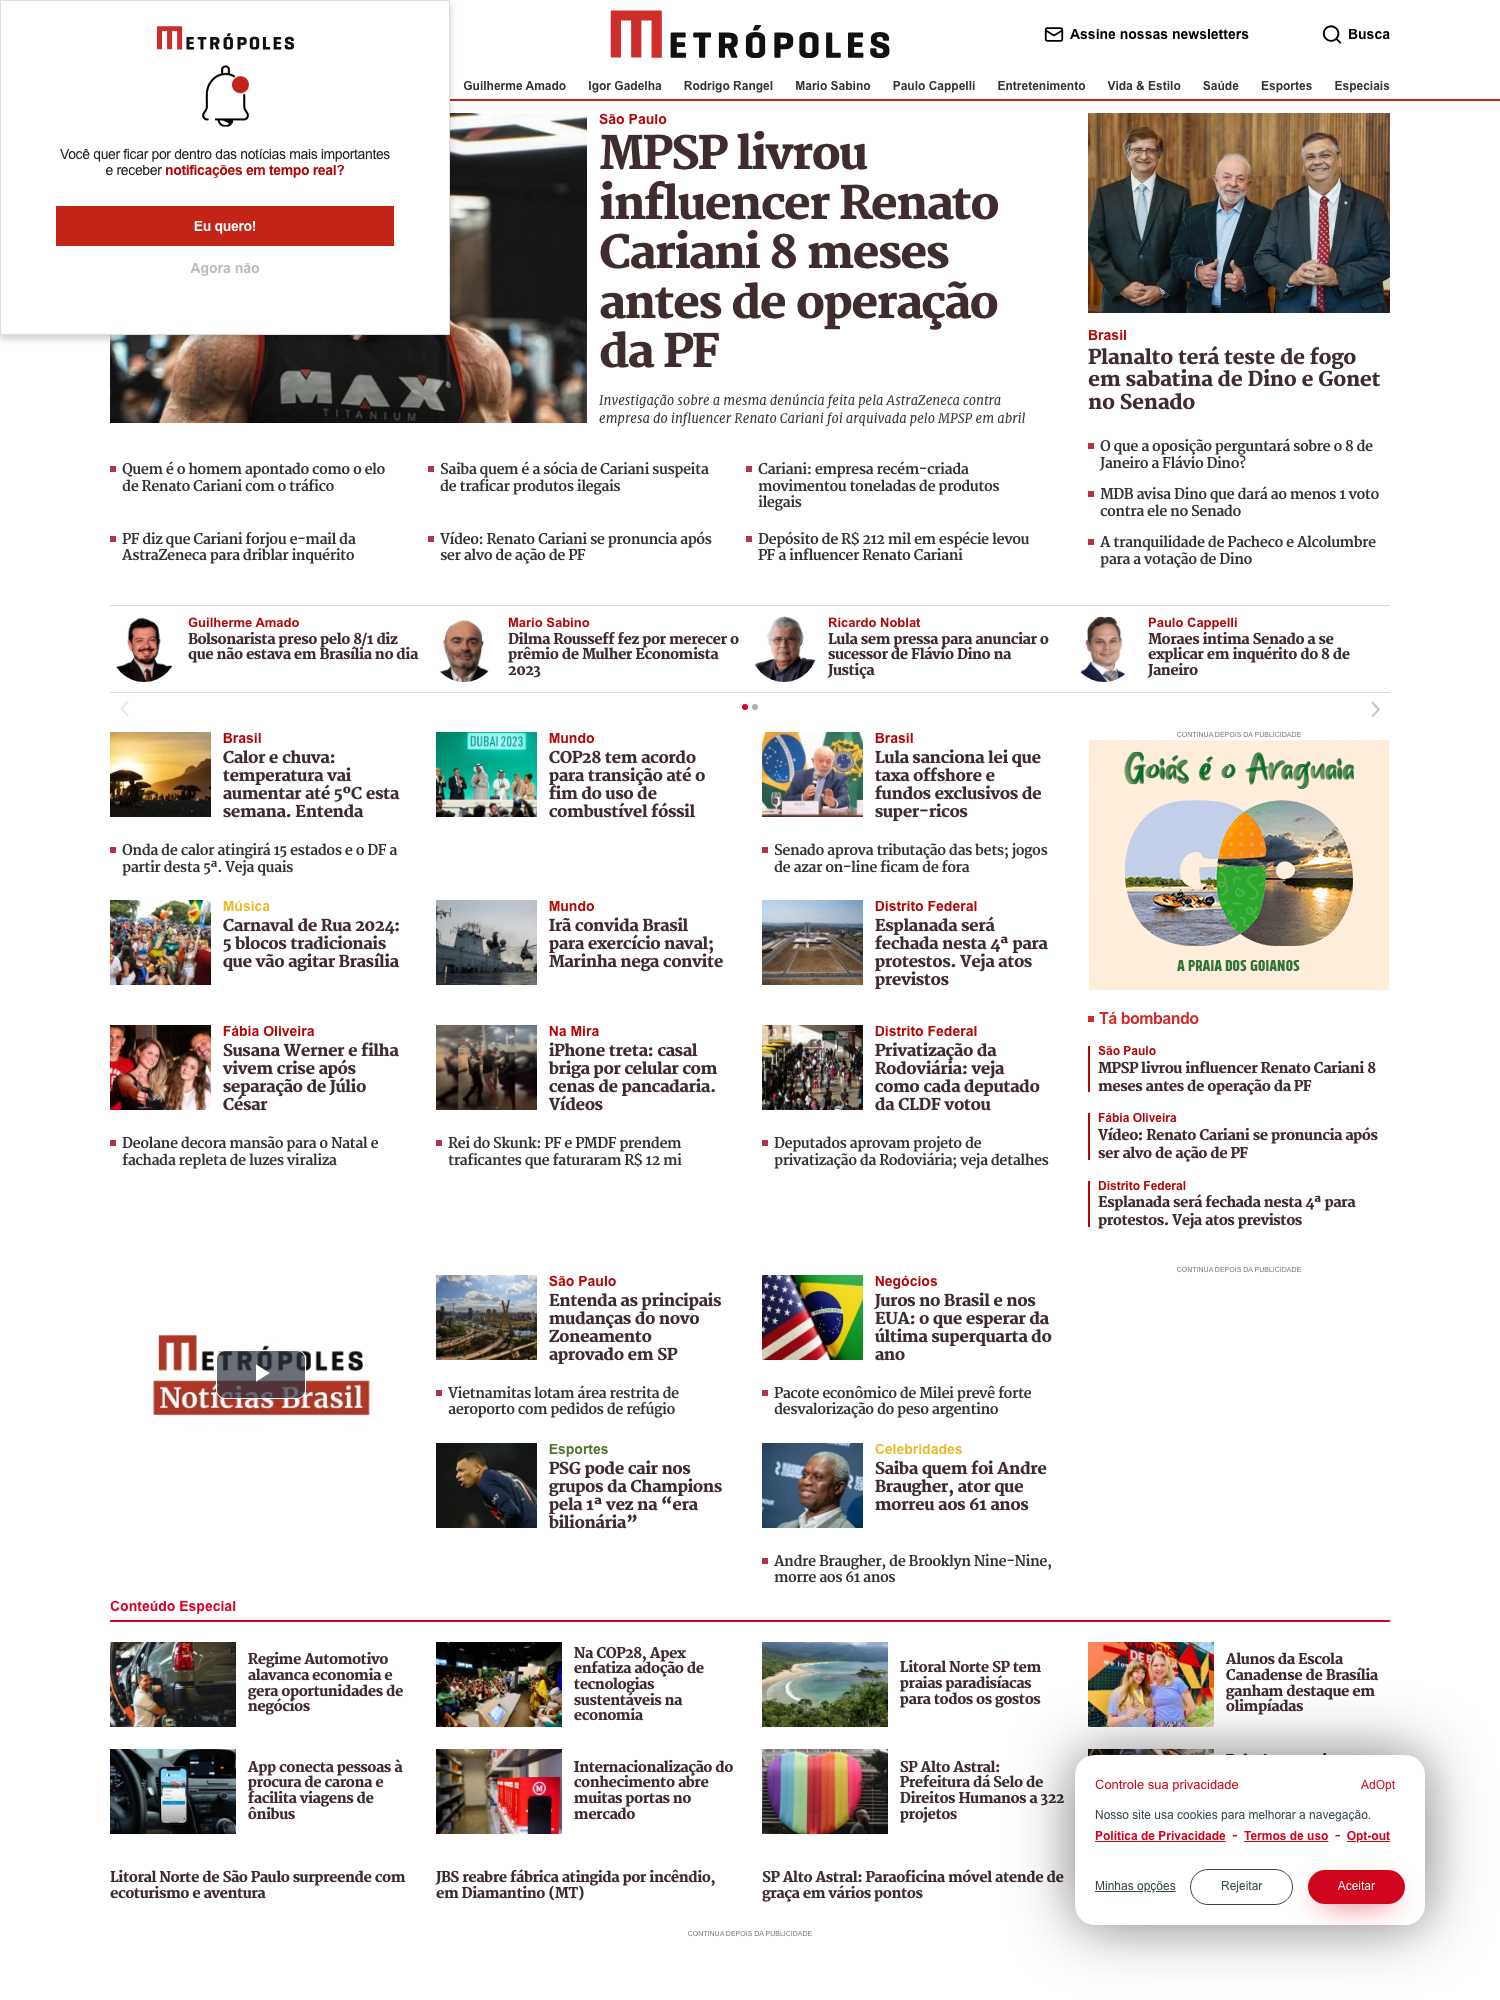 METRÓPOLES
Você quer ficar por dentro das notícias mais importantes
e receber notificações em tempo real?
Eu quero!
Agora não
METRÓPOLES
Assine nossas newsletters
Busca
Guilherme Amado Igor Gadelha Rodrigo Rangel Mario Sabino Paulo Cappelli Entretenimento Vida & Estilo Saúde Esportes Especiais
MAX
TITANIUM
São Paulo
MPSP livrou
influencer Renato
Cariani 8 meses
antes de operação
da PF
Investigação sobre a mesma denúncia feita pela AstraZeneca contra
empresa do influencer Renato Cariani foi arquivada pelo MPSP em abril
Brasil
Planalto terá teste de fogo
em sabatina de Dino e Gonet
no Senado
O que a oposição perguntará sobre o 8 de
Janeiro a Flávio Dino?
MDB avisa Dino que dará ao menos 1 voto
contra ele no Senado
A tranquilidade de Pacheco e Alcolumbre
para a votação de Dino
Quem é o homem apontado como o elo
de Renato Cariani com o tráfico
Saiba quem é a sócia de Cariani suspeita
de traficar produtos ilegais
Cariani: empresa recém-criada
movimentou toneladas de produtos
ilegais
PF diz que Cariani forjou e-mail da
AstraZeneca para driblar inquérito
Vídeo: Renato Cariani se pronuncia após
ser alvo de ação de PF
Depósito de R$ 212 mil em espécie levou
PF a influencer Renato Cariani
Guilherme Amado
Bolsonarista preso pelo 8/1 diz
que não estava em Brasília no dia
Mario Sabino
Dilma Rousseff fez por merecer o
prêmio de Mulher Economista
2023
Ricardo Noblat
Lula sem pressa para anunciar o
sucessor de Flávio Dino na
Justiça
Paulo Cappelli
Moraes intima Senado a se
explicar em inquérito do 8 de
Janeiro
Brasil
Calor e chuva:
temperatura vai
aumentar até 5ºC esta
semana. Entenda
Onda de calor atingirá 15 estados e o DF a
partir desta 5ª. Veja quais
DUBAI 2023
Mundo
COP28 tem acordo
para transição até o
fim do uso de
combustível fóssil
Brasil
Lula sanciona lei que
taxa offshore e
fundos exclusivos de
super-ricos
Senado aprova tributação das bets; jogos
de azar on-line ficam de fora
Música
Carnaval de Rua 2024:
5 blocos tradicionais
que vão agitar Brasília
Mundo
Irã convida Brasil
para exercício naval;
Marinha nega convite
Distrito Federal
Esplanada será
fechada nesta 4ª para
protestos. Veja atos
previstos
Fábia Oliveira
Susana Werner e filha
vivem crise após
separação de Júlio
César
Deolane decora mansão para o Natal e
fachada repleta de luzes viraliza
Na Mira
iPhone treta: casal
briga por celular com
cenas de pancadaria.
Vídeos
Rei do Skunk: PF e PMDF prendem
traficantes que faturaram R$ 12 mi
Distrito Federal
Privatização da
Rodoviária: veja
como cada deputado
da CLDF votou
Deputados aprovam projeto de
privatização da Rodoviária; veja detalhes
CONTINUA DEPOIS DA PUBLICIDADE
Goiás é o Araguaia
A PRAIA DOS GOIANOS
Tá bombando
São Paulo
MPSP livrou influencer Renato Cariani 8
meses antes de operação da PF
Fábia Oliveira
Vídeo: Renato Cariani se pronuncia após
ser alvo de ação de PF
Distrito Federal
Esplanada será fechada nesta 4ª para
protestos. Veja atos previstos
CONTINUA DEPOIS DA PUBLICIDADE
METRÓPOLES
Notícias Brasil
São Paulo
Entenda as principais
mudanças do novo
Zoneamento
aprovado em SP
Vietnamitas lotam área restrita de
aeroporto com pedidos de refúgio
Negócios
Juros no Brasil e nos
EUA: o que esperar da
última superquarta do
ano
Pacote econômico de Milei prevê forte
desvalorização do peso argentino
Esportes
PSG pode cair nos
grupos da Champions
pela 1ª vez na “era
bilionária”
Celebridades
Saiba quem foi Andre
Braugher, ator que
morreu aos 61 anos
Andre Braugher, de Brooklyn Nine-Nine,
morre aos 61 anos
Conteúdo Especial
Regime Automotivo
alavanca economia e
gera oportunidades de
negócios
Na COP28, Apex
enfatiza adoção de
tecnologias
sustentáveis na
economia
Litoral Norte SP tem
praias paradisíacas
para todos os gostos
Alunos da Escola
Canadense de Brasília
ganham destaque em
olimpíadas
App conecta pessoas à
procura de carona e
facilita viagens de
ônibus
Internacionalização do
conhecimento abre
muitas portas no
mercado
SP Alto Astral:
Prefeitura dá Selo de
Direitos Humanos a 322
projetos
Litoral Norte de São Paulo surpreende com
ecoturismo e aventura
JBS reabre fábrica atingida por incêndio,
em Diamantino (MT)
SP Alto Astral: Paraoficina móvel atende de
graça em vários pontos
Controle sua privacidade
AdOpt
Nosso site usa cookies para melhorar a navegação.
Política de Privacidade - Termos de uso - Opt-out
Minhas opções
Rejeitar
Aceitar
CONTINUA DEPOIS DA PUBLICIDADE